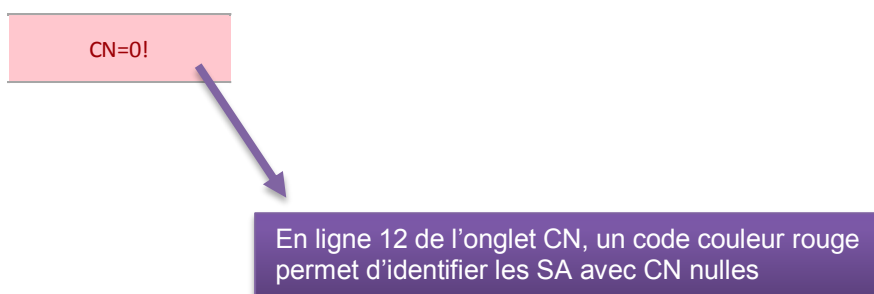 CN=0!
En ligne 12 de l’onglet CN, un code couleur rouge
permet d’identifier les SA avec CN nulles